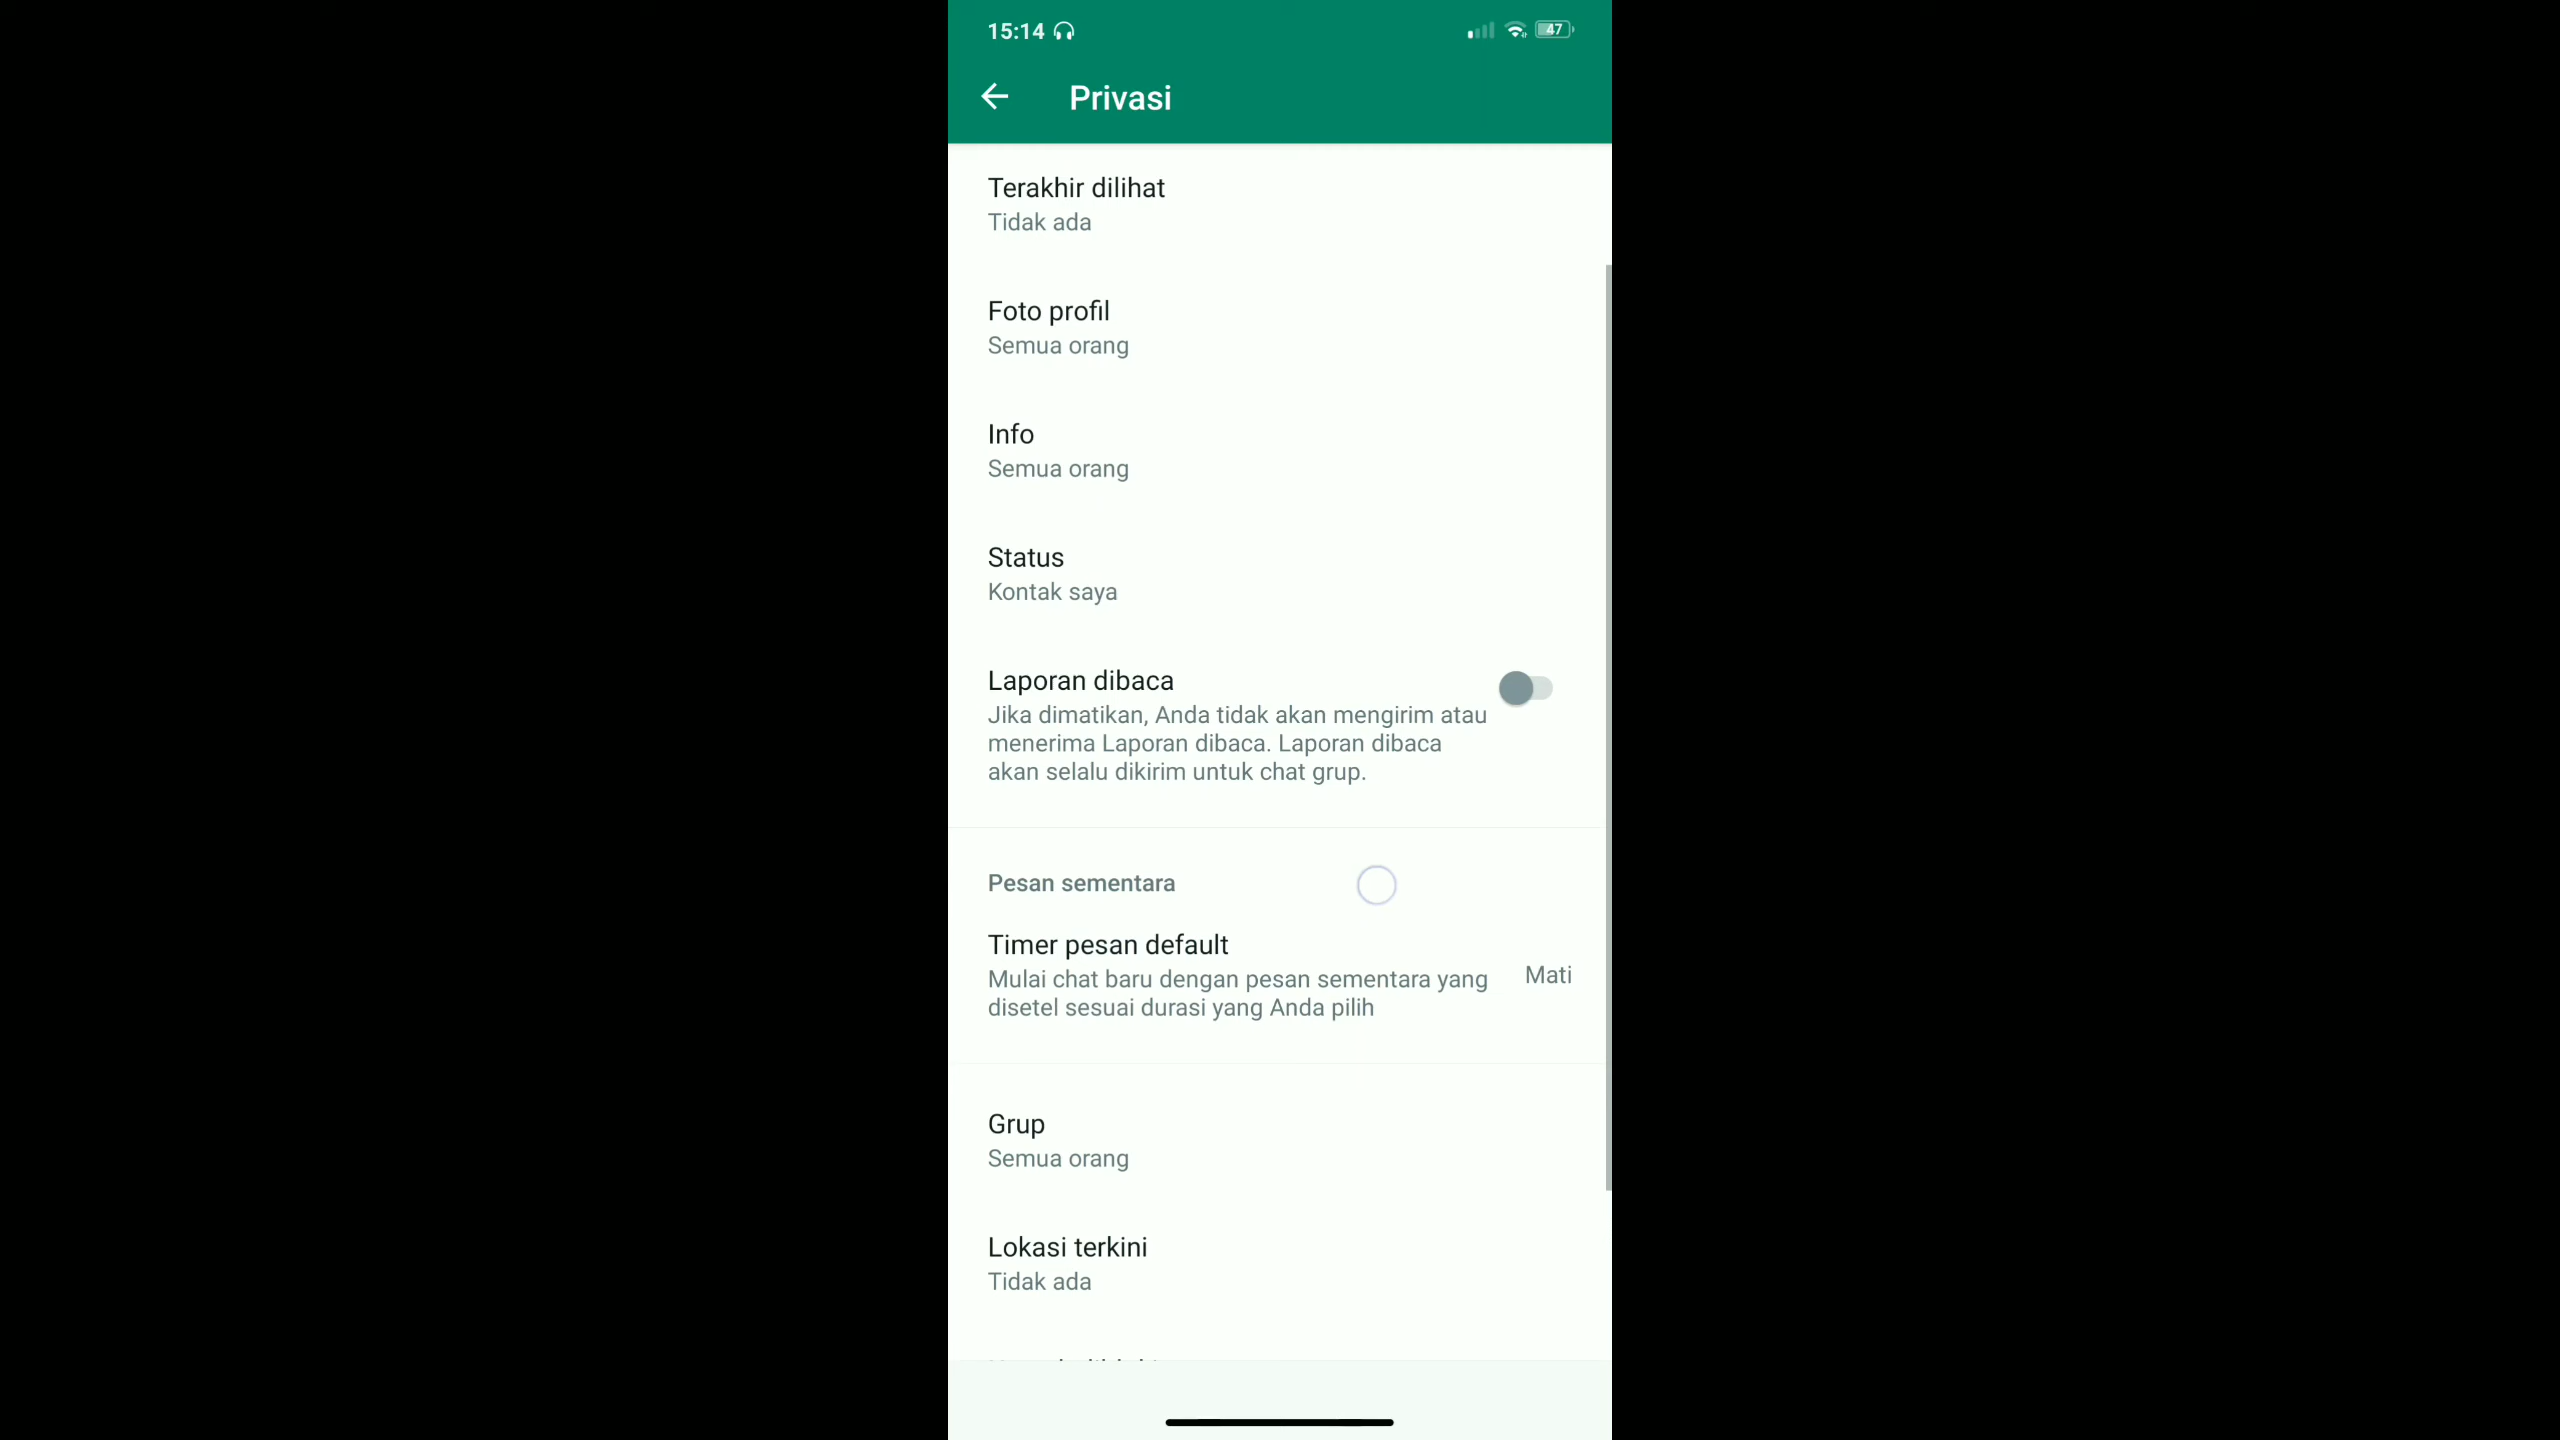 15:14
47
Privasi
Terakhir dilihat
Tidak ada
Foto profil
Semua orang
Info
Semua orang
Status
Kontak saya
Laporan dibaca
Jika dimatikan, Anda tidak akan mengirim atau
menerima Laporan dibaca. Laporan dibaca
akan selalu dikirim untuk chat grup.
Pesan sementara
Timer pesan default
Mulai chat baru dengan pesan sementara yang
disetel sesuai durasi yang Anda pilih
Mati
Grup
Semua orang
Lokasi terkini
Tidak ada